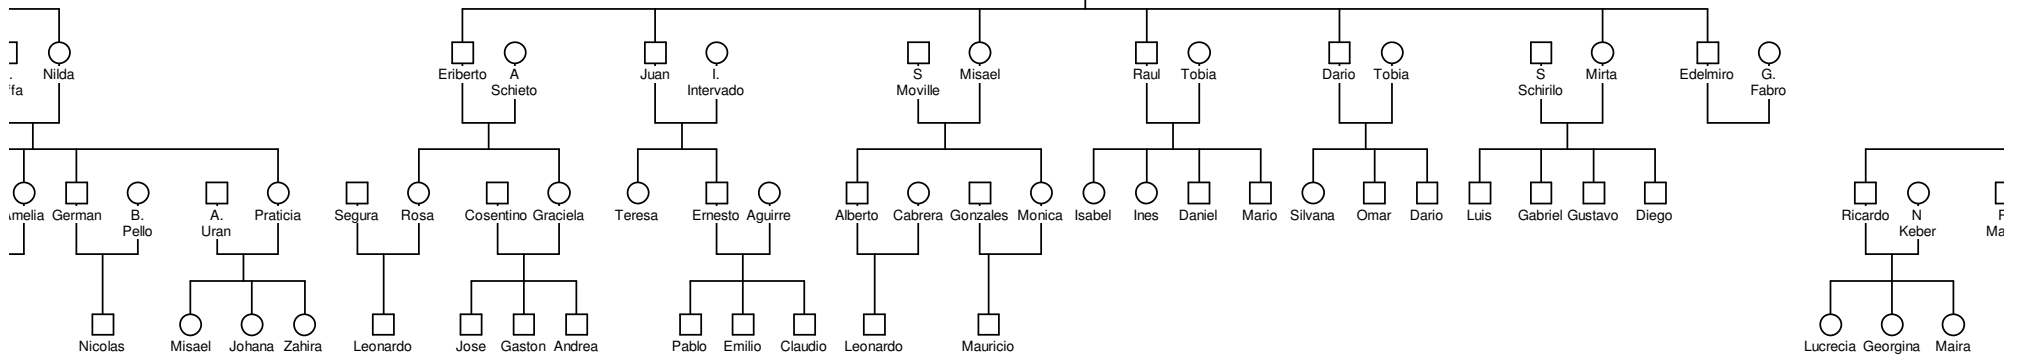 Nilda
Eriberto
A
Schieto
Juan
I.
Intervado
S
Moville
Misael
Raul
Tobia
Dario
Tobia
S
Schirilo
Mirta
Edelmiro
G.
Fabro
German
B.
Pello
A.
Uran
Praticia
Segura
Rosa
Cosentino
Graciela
Teresa
Ernesto
Aguirre
Alberto
Cabrera
Gonzales
Monica
Isabel
Ines
Daniel
Mario
Silvana
Omar
Dario
Luis
Gabriel
Gustavo
Diego
Ricardo
N
Keber
Nicolas
Misael
Johana
Zahira
Leonardo
Jose
Gaston
Andrea
Pablo
Emilio
Claudio
Leonardo
Mauricio
Lucrecia
Georgina
Maira